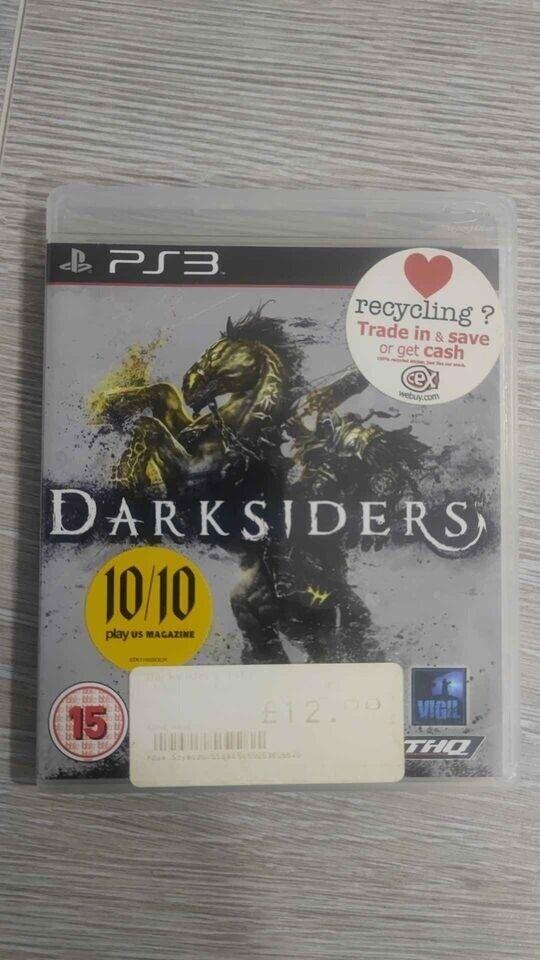 PS3
recycling ?
Trade in & save
or get cash
cex
webuy.com
DARKSIDERS
10/10
play US MAGAZINE
15
£12.99
VIGIL
THQ